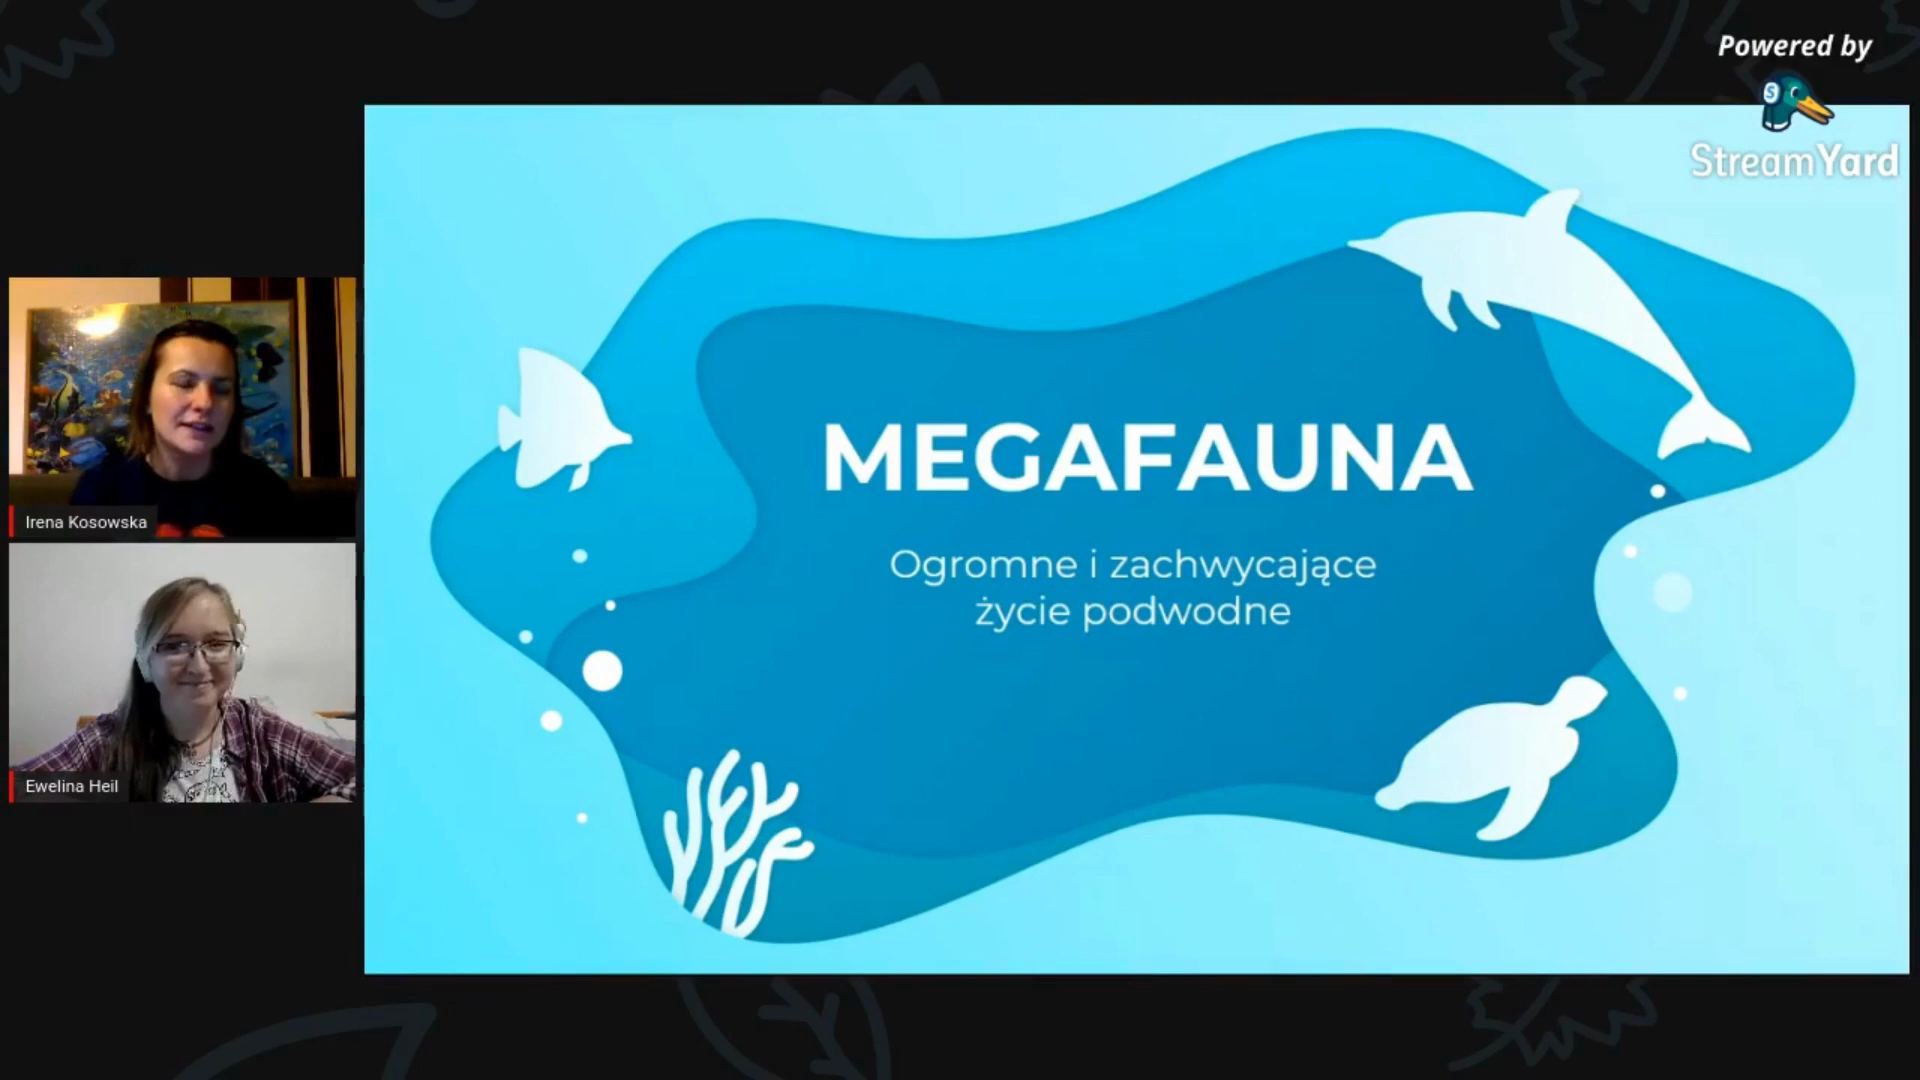 Powered by
S
StreamYard
MEGAFAUNA
Ogromne i zachwycające
życie podwodne
Irena Kosowska
Ewelina Heil